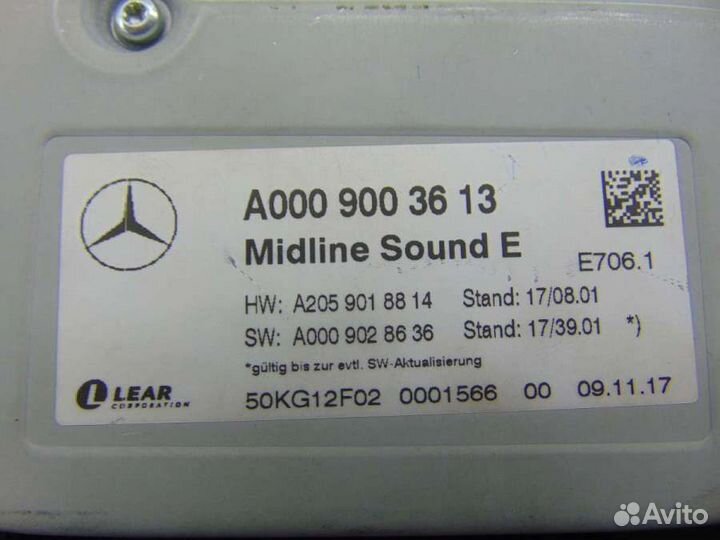 A000 900 36 13
Midline Sound E
E706.1
HW: A205 901 88 14 Stand: 17/08.01
SW: A000 902 86 36 Stand: 17/39.01 *)
*gültig bis zur evtl. SW-Aktualisierung
LEAR
CORPORATION
50KG12F02 0001566 00 09.11.17
Avito